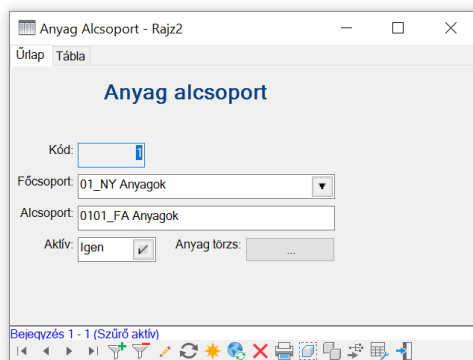 Anyag Alcsoport - Rajz2
Űrlap Tábla
Anyag alcsoport
Kód: 1
Főcsoport: 01_NY Anyagok
Alcsoport: 0101_FA Anyagok
Aktív: Igen Anyag törzs: ...
Bejegyzés 1 - 1 (Szűrő aktív)